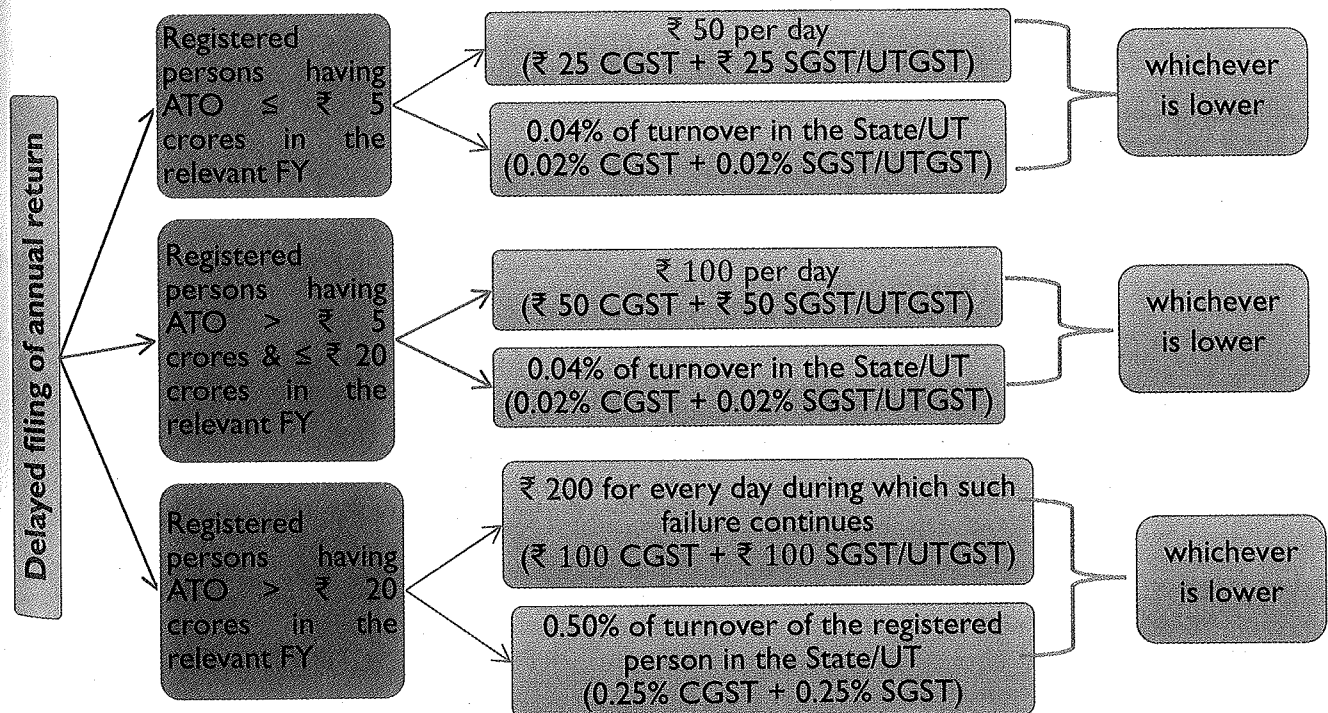 Delayed filing of annual return
Registered
persons having
ATO ≤ ₹ 5
crores in the
relevant FY
₹ 50 per day
(₹ 25 CGST + ₹ 25 SGST/UTGST)
0.04% of turnover in the State/UT
(0.02% CGST + 0.02% SGST/UTGST)
whichever
is lower
Registered
persons having
ATO > ₹ 5
crores & ≤ ₹ 20
crores in the
relevant FY
₹ 100 per day
(₹ 50 CGST + ₹ 50 SGST/UTGST)
0.04% of turnover in the State/UT
(0.02% CGST + 0.02% SGST/UTGST)
whichever
is lower
Registered
persons having
ATO > ₹ 20
crores in the
relevant FY
₹ 200 for every day during which such
failure continues
(₹ 100 CGST + ₹ 100 SGST/UTGST)
0.50% of turnover of the registered
person in the State/UT
(0.25% CGST + 0.25% SGST)
whichever
is lower